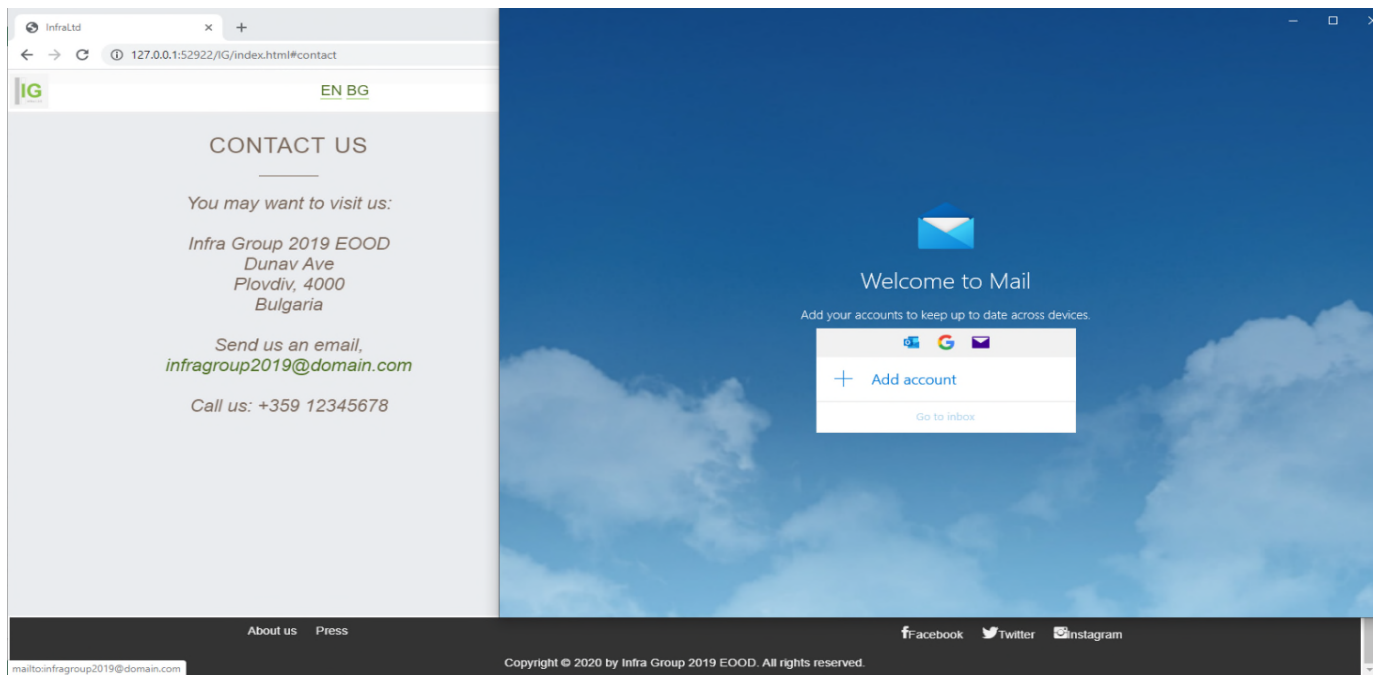 InfraLtd
127.0.0.1:52922/IG/index.html#contact
IG
EN BG
CONTACT US
You may want to visit us:
Infra Group 2019 EOOD
Dunav Ave
Plovdiv, 4000
Bulgaria
Send us an email,
infragroup2019@domain.com
Call us: +359 12345678
Welcome to Mail
Add your accounts to keep up to date across devices.
Add account
Go to inbox
About us Press
Facebook Twitter Instagram
Copyright © 2020 by Infra Group 2019 EOOD. All rights reserved.
mailto:infragroup2019@domain.com